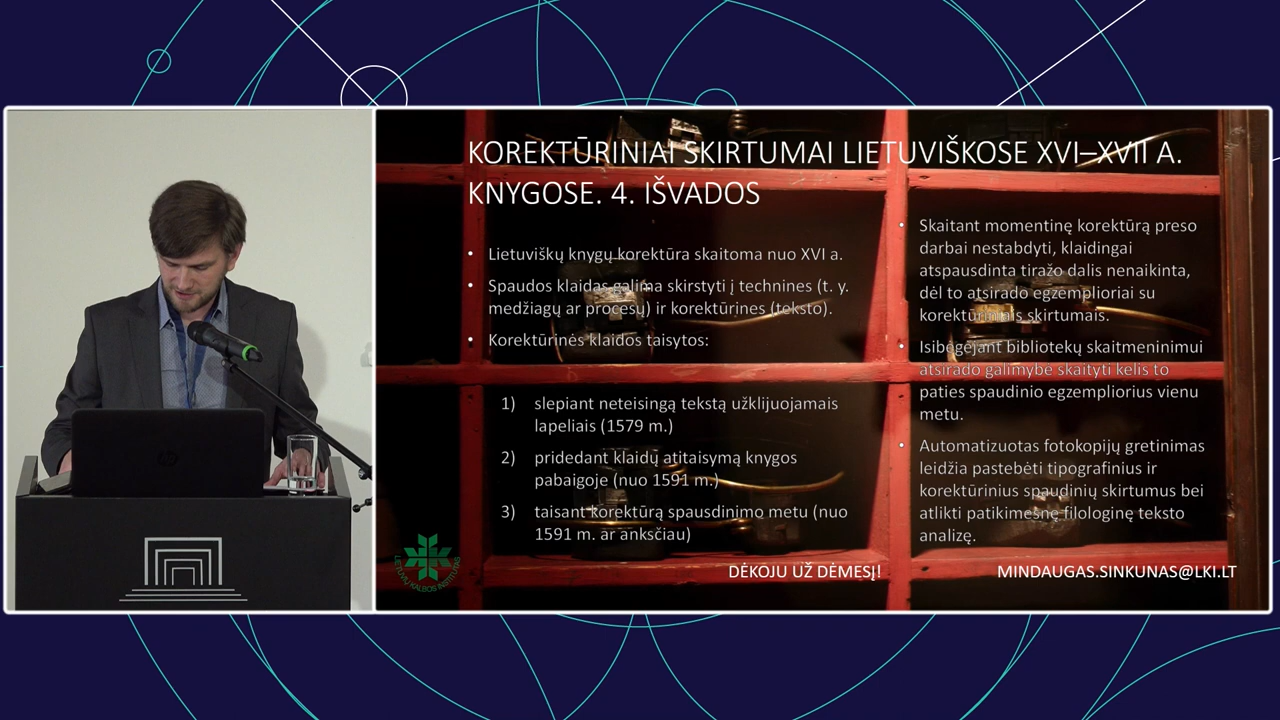 KOREKTŪRINIAI SKIRTUMAI LIETUVIŠKOSE XVI–XVII A.
KNYGOSE. 4. IŠVADOS
• Lietuviškų knygų korektūra skaitoma nuo XVI a.
• Spaudos klaidas galima skirstyti į technines (t. y.
medžiagų ar procesų) ir korektūrines (teksto).
• Korektūrinės klaidos taisytos:
1) slepiant neteisingą tekstą užklijuojamais
lapeliais (1579 m.)
2) pridedant klaidų atitaisymą knygos
pabaigoje (nuo 1591 m.)
3) taisant korektūrą spausdinimo metu (nuo
1591 m. ar anksčiau)
• Skaitant momentinę korektūrą preso
darbai nestabdyti, klaidingai
atspausdinta tiražo dalis nenaikinta,
dėl to atsirado egzemplioriai su
korektūriniais skirtumais.
• Isibėgėjant bibliotekų skaitmeninimui
atsirado galimybė skaityti kelis to
paties spaudinio egzempliorius vienu
metu.
• Automatizuotas fotokopijų gretinimas
leidžia pastebėti tipografinius ir
korektūrinius spaudinių skirtumus bei
atlikti patikimesnę filologinę teksto
analizę.
LIETUVIŲ KALBOS INSTITUTAS
DĖKOJU UŽ DĖMESĮ!
MINDAUGAS.SINKUNAS@LKI.LT
hp